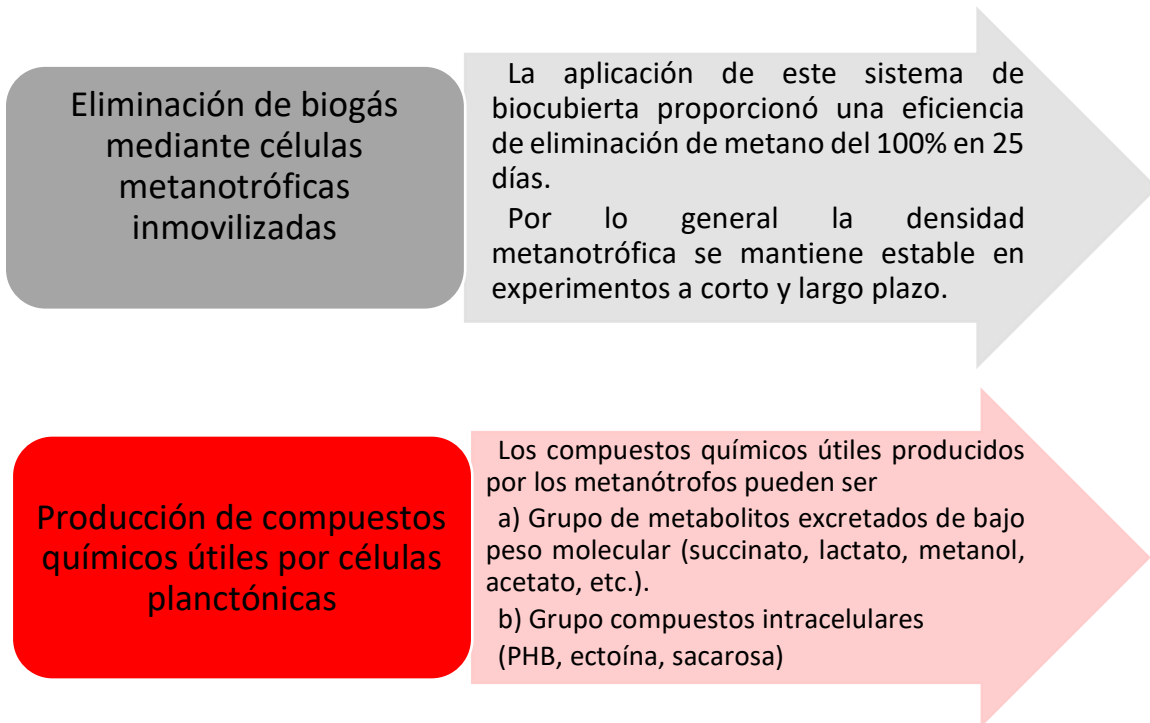 Eliminación de biogás
mediante células
metanotróficas
inmovilizadas
La aplicación de este sistema de
biocubierta proporcionó una eficiencia
de eliminación de metano del 100% en 25
días.
Por lo general la densidad
metanotrófica se mantiene estable en
experimentos a corto y largo plazo.
Producción de compuestos
químicos útiles por células
planctónicas
Los compuestos químicos útiles producidos
por los metanótrofos pueden ser
a) Grupo de metabolitos excretados de bajo
peso molecular (succinato, lactato, metanol,
acetato, etc.).
b) Grupo compuestos intracelulares
(PHB, ectoína, sacarosa)